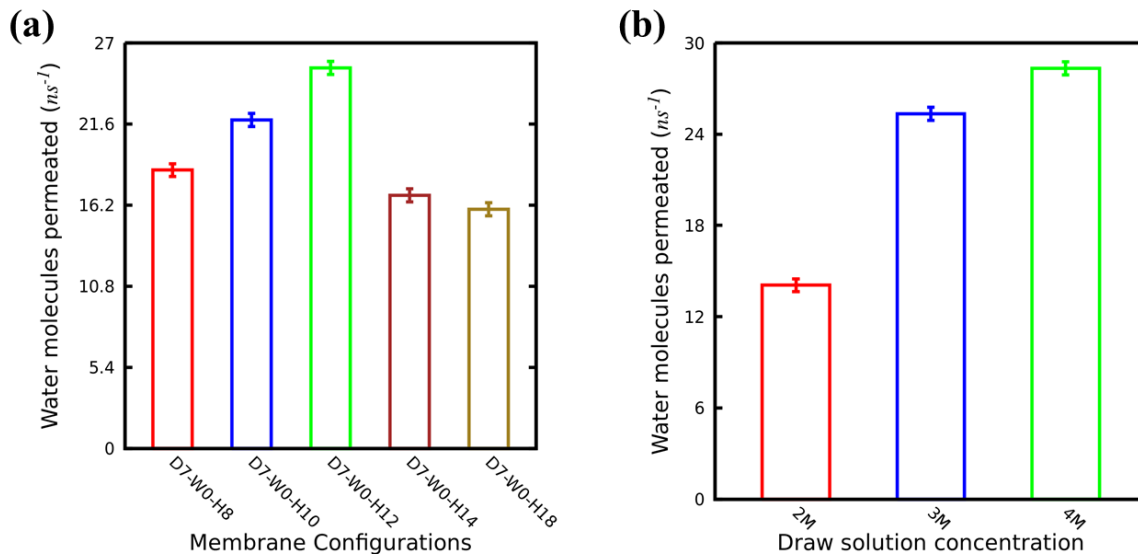 (a)
Water molecules permeated (ns⁻¹)
27
21.6
16.2
10.8
5.4
0
D7-W0-H8
D7-W0-H10
D7-W0-H12
D7-W0-H14
D7-W0-H18
Membrane Configurations
(b)
Water molecules permeated (ns⁻¹)
30
24
18
12
6
0
2M
3M
4M
Draw solution concentration